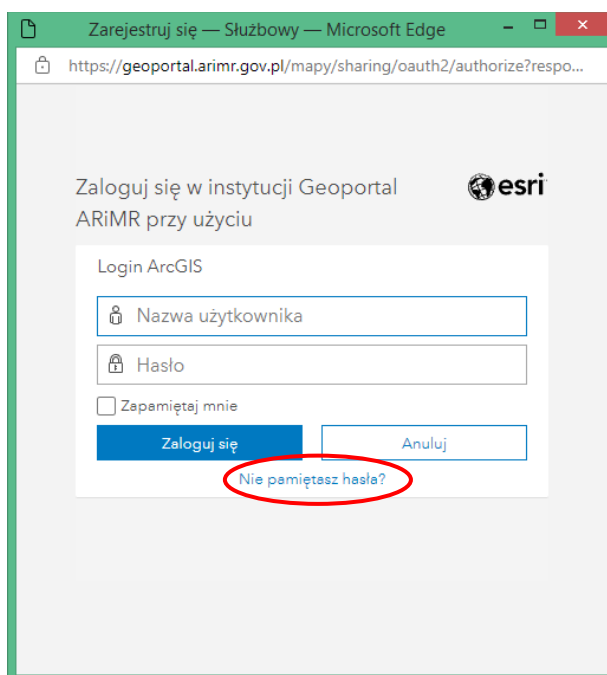 Zarejestruj się — Służbowy — Microsoft Edge
https://geoportal.arimr.gov.pl/mapy/sharing/oauth2/authorize?respo...
Zaloguj się w instytucji Geoportal
ARiMR przy użyciu
esri
Login ArcGIS
Nazwa użytkownika
Hasło
Zapamiętaj mnie
Zaloguj się
Anuluj
Nie pamiętasz hasła?